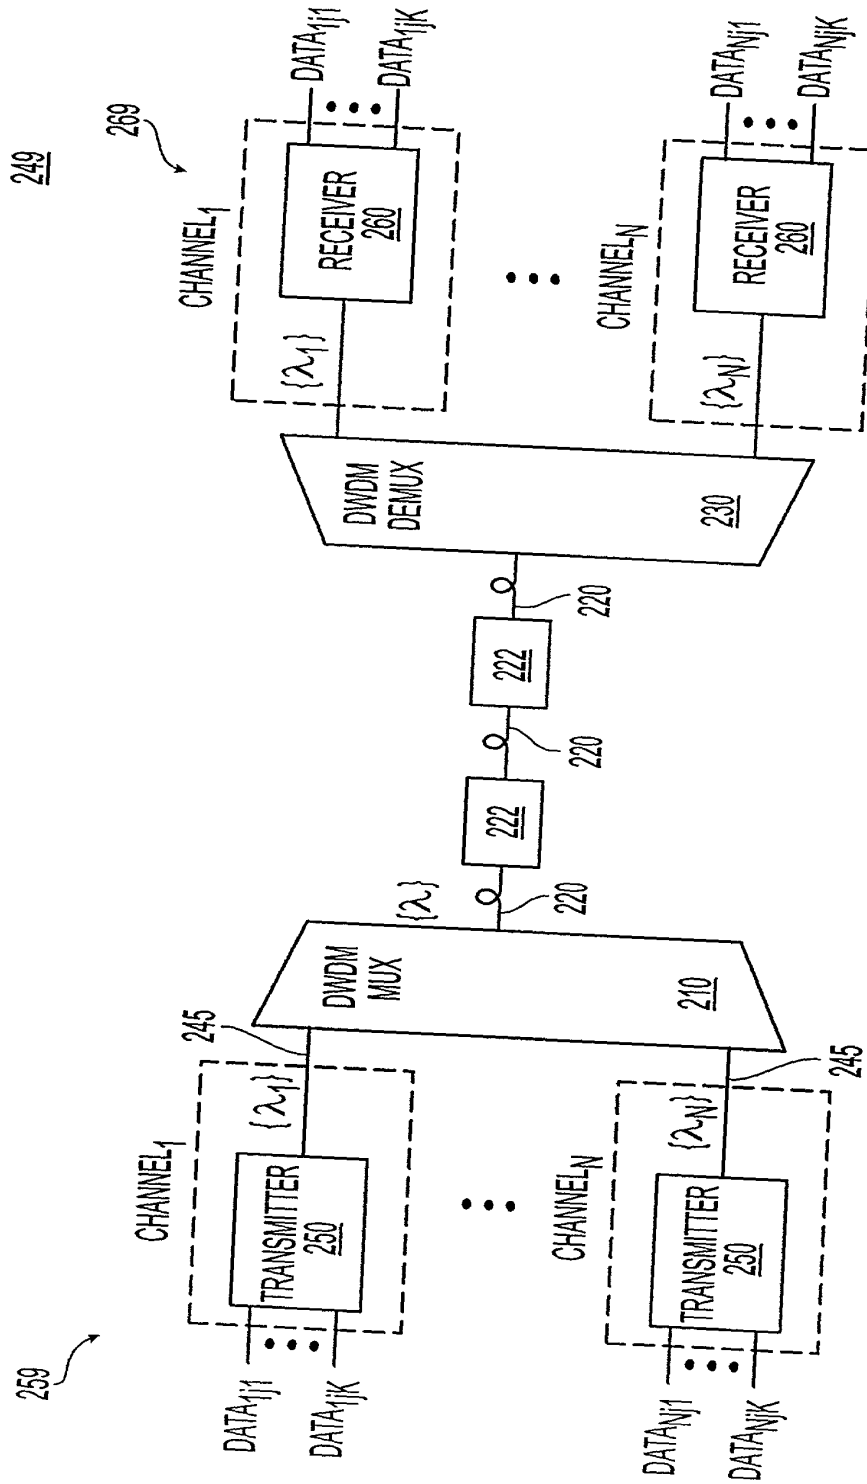 249
259
269
CHANNEL1
TRANSMITTER
250
{λ1}
245
DATA1j1
DATA1jK
CHANNELN
TRANSMITTER
250
{λN}
245
DATANj1
DATANjK
DWDM
MUX
210
{λ}
220
222
220
222
220
DWDM
DEMUX
230
CHANNEL1
{λ1}
RECEIVER
260
DATA1j1
DATA1jK
CHANNELN
{λN}
RECEIVER
260
DATANj1
DATANjK